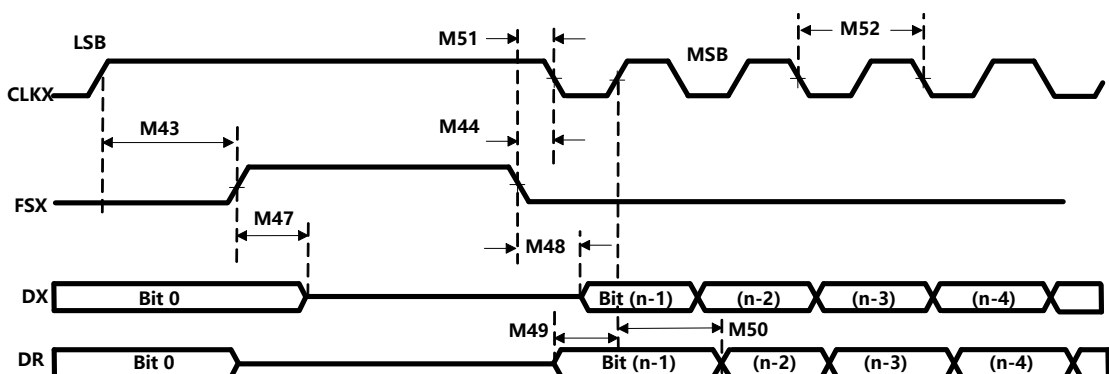 LSB
M51
M52
MSB
CLKX
M43
M44
FSX
M47
M48
DX
Bit 0
Bit (n-1)
(n-2)
(n-3)
(n-4)
M49
M50
DR
Bit 0
Bit (n-1)
(n-2)
(n-3)
(n-4)